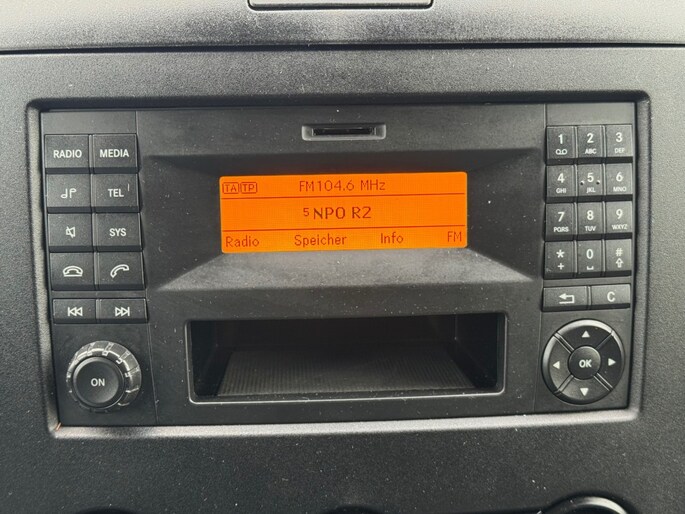 RADIO MEDIA
TEL
SYS
ON
TA TP FM104.6 MHz
5 NPO R2
Radio Speicher Info FM
1 2 ABC 3 DEF
4 GHI 5 JKL 6 MNO
7 PQRS 8 TUV 9 WXYZ
* + 0 #
C
OK